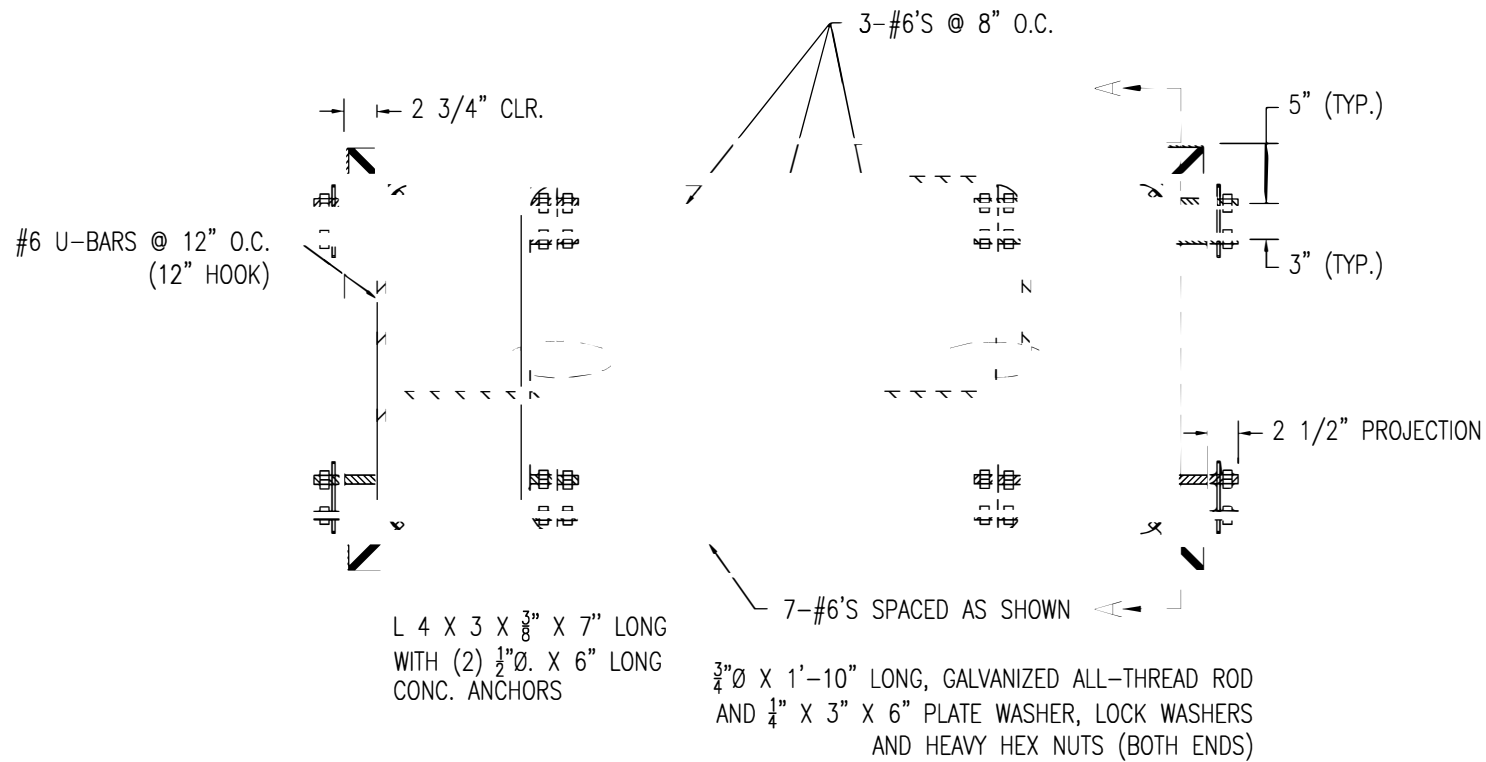 3-#6'S @ 8" O.C.
2 3/4" CLR.
A
5" (TYP.)
#6 U-BARS @ 12" O.C.
(12" HOOK)
3" (TYP.)
2 1/2" PROJECTION
7-#6'S SPACED AS SHOWN
A
L 4 X 3 X 3/8" X 7" LONG
WITH (2) 1/2"Ø. X 6" LONG
CONC. ANCHORS
3/4"Ø X 1'-10" LONG, GALVANIZED ALL-THREAD ROD
AND 1/4" X 3" X 6" PLATE WASHER, LOCK WASHERS
AND HEAVY HEX NUTS (BOTH ENDS)